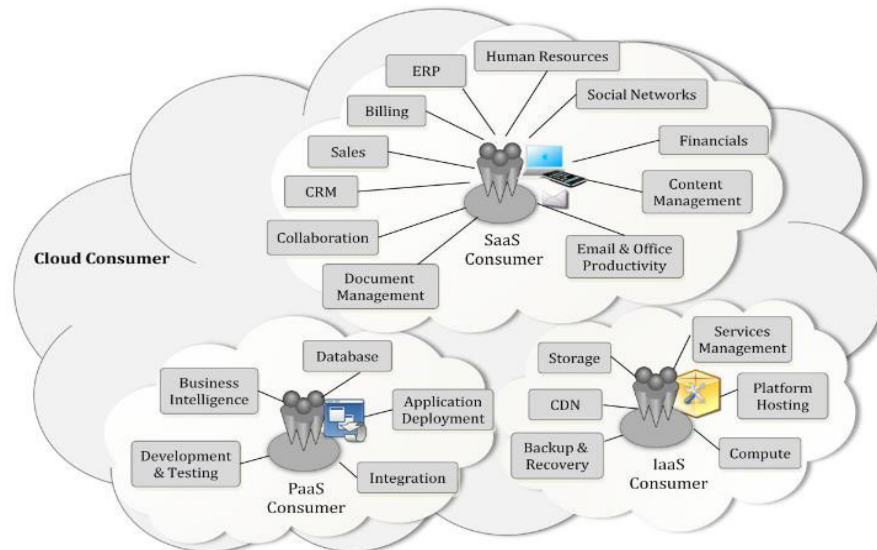 Human Resources
ERP
Social Networks
Billing
Financials
Sales
Content
Management
CRM
Collaboration
SaaS
Consumer
Email & Office
Productivity
Cloud Consumer
Document
Management
Database
Business
Intelligence
Application
Deployment
Development
& Testing
Integration
PaaS
Consumer
Services
Management
Storage
Platform
Hosting
CDN
Backup &
Recovery
Compute
IaaS
Consumer